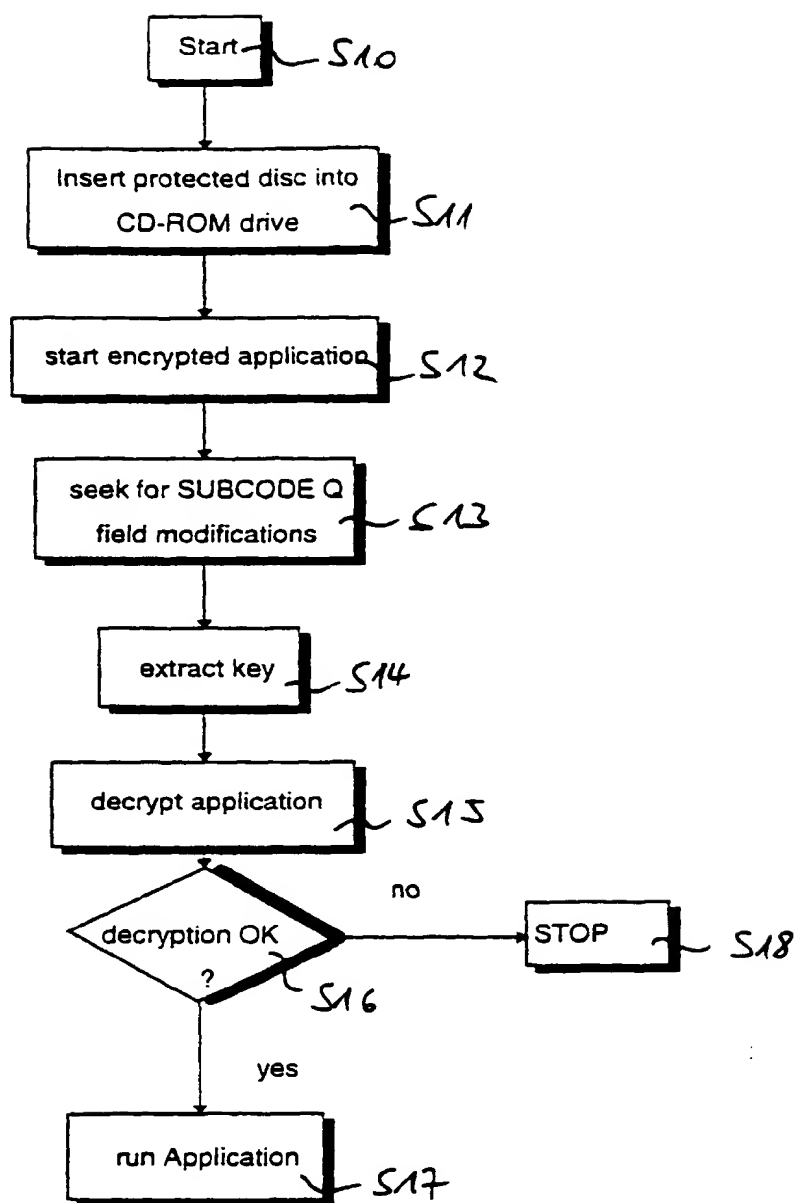 Start S10
Insert protected disc into
CD-ROM drive S11
start encrypted application S12
seek for SUBCODE Q
field modifications S13
extract key S14
decrypt application S15
decryption OK
? S16
no
STOP S18
yes
run Application S17